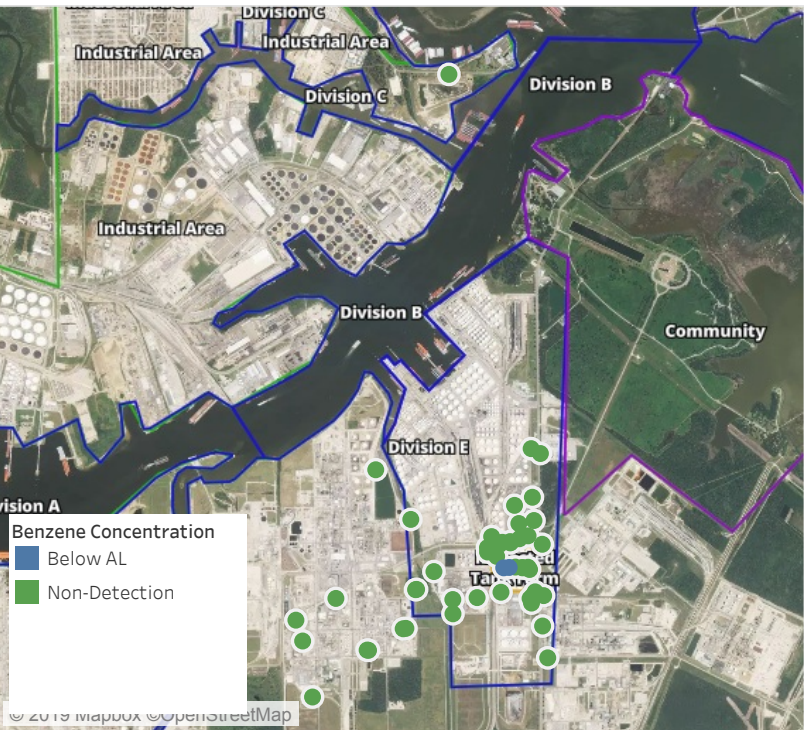 Division C
Industrial Area
Industrial Area
Division B
Division C
Industrial Area
Division B
Community
Division E
vision A
Benzene Concentration
Below AL
Non-Detection
© 2019 Mapbox ©OpenStreetMap